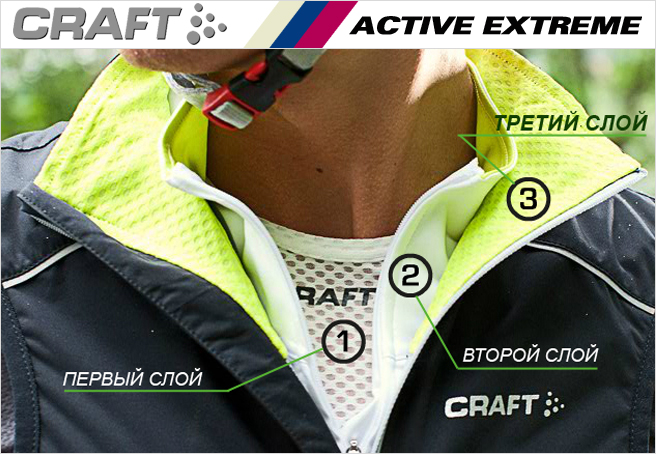 CRAFT ACTIVE EXTREME
ТРЕТИЙ СЛОЙ
3
2
CRAFT
1
ВТОРОЙ СЛОЙ
ПЕРВЫЙ СЛОЙ
CRAFT